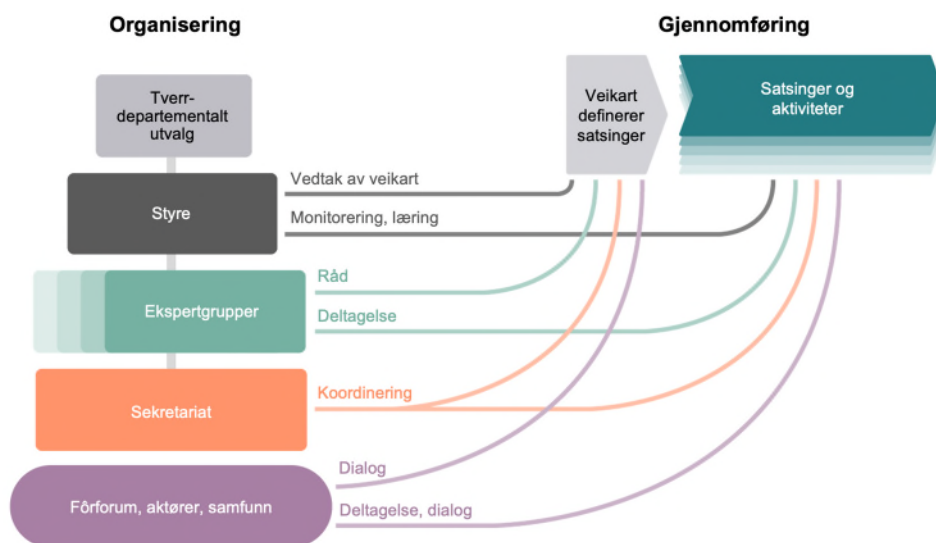 Organisering
Gjennomføring
Tverr-
departementalt
utvalg
Veikart
definerer
satsinger
Satsinger og
aktiviteter
Vedtak av veikart
Styre
Monitorering, læring
Råd
Ekspertgrupper
Deltagelse
Koordinering
Sekretariat
Dialog
Fôrforum, aktører, samfunn
Deltagelse, dialog